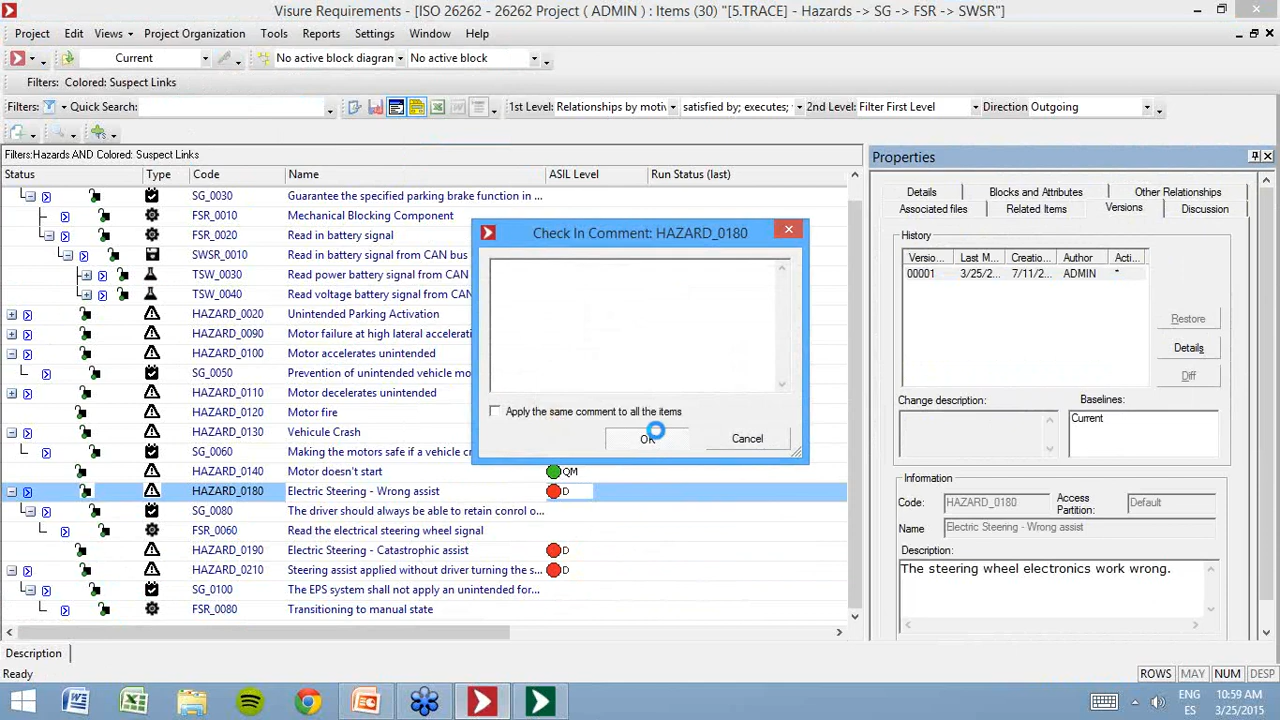 Visure Requirements - [ISO 26262 - 26262 Project ( ADMIN ) : Items (30) "[5.TRACE] - Hazards -> SG -> FSR -> SWSR"]
Project Edit Views Project Organization Tools Reports Settings Window Help
Current No active block diagran No active block
Filters: Colored: Suspect Links
Filters: Quick Search: 1st Level: Relationships by motiv satisfied by; executes; 2nd Level: Filter First Level Direction Outgoing
Filters:Hazards AND Colored: Suspect Links
Status Type Code Name ASIL Level Run Status (last)
SG_0030 Guarantee the specified parking brake function in ...
FSR_0010 Mechanical Blocking Component
FSR_0020 Read in battery signal
SWSR_0010 Read in battery signal from CAN bus
TSW_0030 Read power battery signal from CAN
TSW_0040 Read voltage battery signal from CAN
HAZARD_0020 Unintended Parking Activation
HAZARD_0090 Motor failure at high lateral accelerati
HAZARD_0100 Motor accelerates unintended
SG_0050 Prevention of unintended vehicle mo
HAZARD_0110 Motor decelerates unintended
HAZARD_0120 Motor fire
HAZARD_0130 Vehicule Crash
SG_0060 Making the motors safe if a vehicle c
HAZARD_0140 Motor doesn't start QM
HAZARD_0180 Electric Steering - Wrong assist D
SG_0080 The driver should always be able to retain conrol o...
FSR_0060 Read the electrical steering wheel signal
HAZARD_0190 Electric Steering - Catastrophic assist D
HAZARD_0210 Steering assist applied without driver turning the s... D
SG_0100 The EPS system shall not apply an unintended for...
FSR_0080 Transitioning to manual state
Check In Comment: HAZARD_0180
Apply the same comment to all the items
OK Cancel
Properties
Details Blocks and Attributes Other Relationships
Associated files Related Items Versions Discussion
History
Versio... Last M... Creatio... Author Acti...
00001 3/25/2... 7/11/2... ADMIN *
Restore
Details
Diff
Change description: Baselines:
Current
Information
Code: HAZARD_0180 Access Partition: Default
Name Electric Steering - Wrong assist
Description:
The steering wheel electronics work wrong.
Description
Ready ROWS MAY NUM DESP
ENG 10:59 AM
ES 3/25/2015